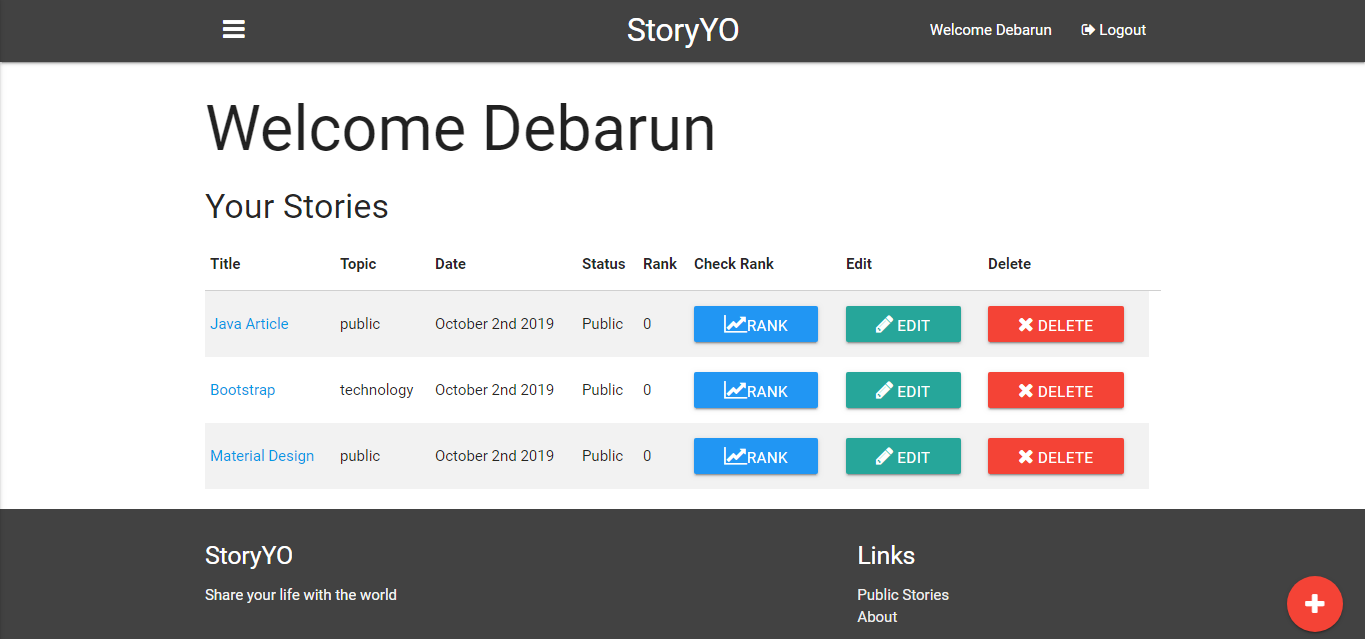 StoryYO Welcome Debarun Logout
Welcome Debarun
Your Stories
Title Topic Date Status Rank Check Rank Edit Delete
Java Article public October 2nd 2019 Public 0 RANK EDIT DELETE
Bootstrap technology October 2nd 2019 Public 0 RANK EDIT DELETE
Material Design public October 2nd 2019 Public 0 RANK EDIT DELETE
StoryYO Links
Share your life with the world Public Stories
About